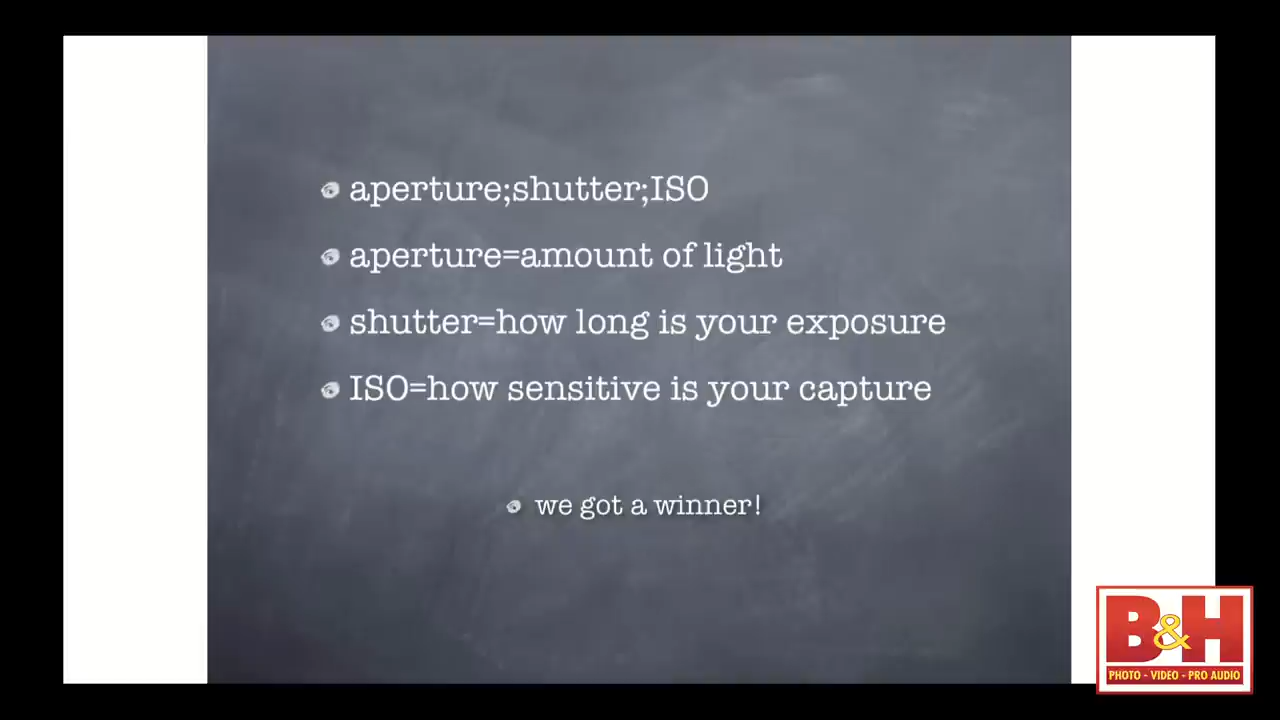 aperture;shutter;ISO
aperture=amount of light
shutter=how long is your exposure
ISO=how sensitive is your capture
we got a winner!
B&H
PHOTO - VIDEO - PRO AUDIO